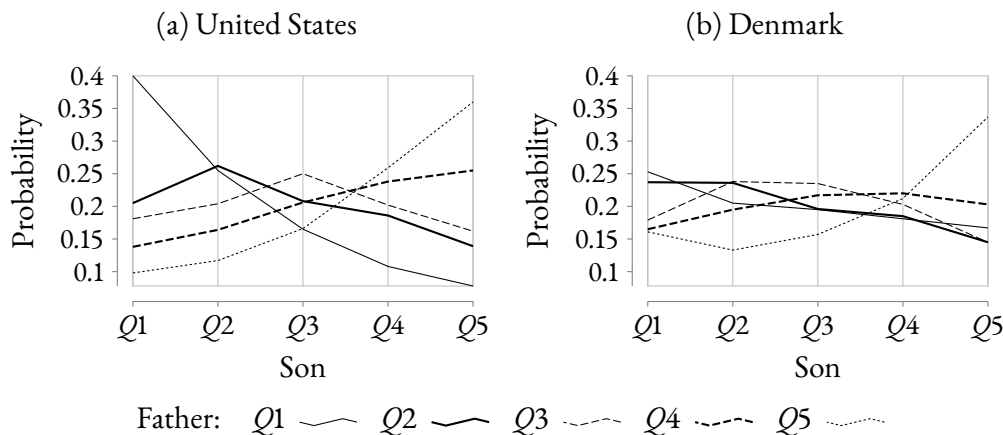 (a) United States
(b) Denmark
Probability
0.4
0.35
0.3
0.25
0.2
0.15
0.1
Q1 Q2 Q3 Q4 Q5
Son
Probability
0.4
0.35
0.3
0.25
0.2
0.15
0.1
Q1 Q2 Q3 Q4 Q5
Son
Father: Q1 Q2 Q3 Q4 Q5